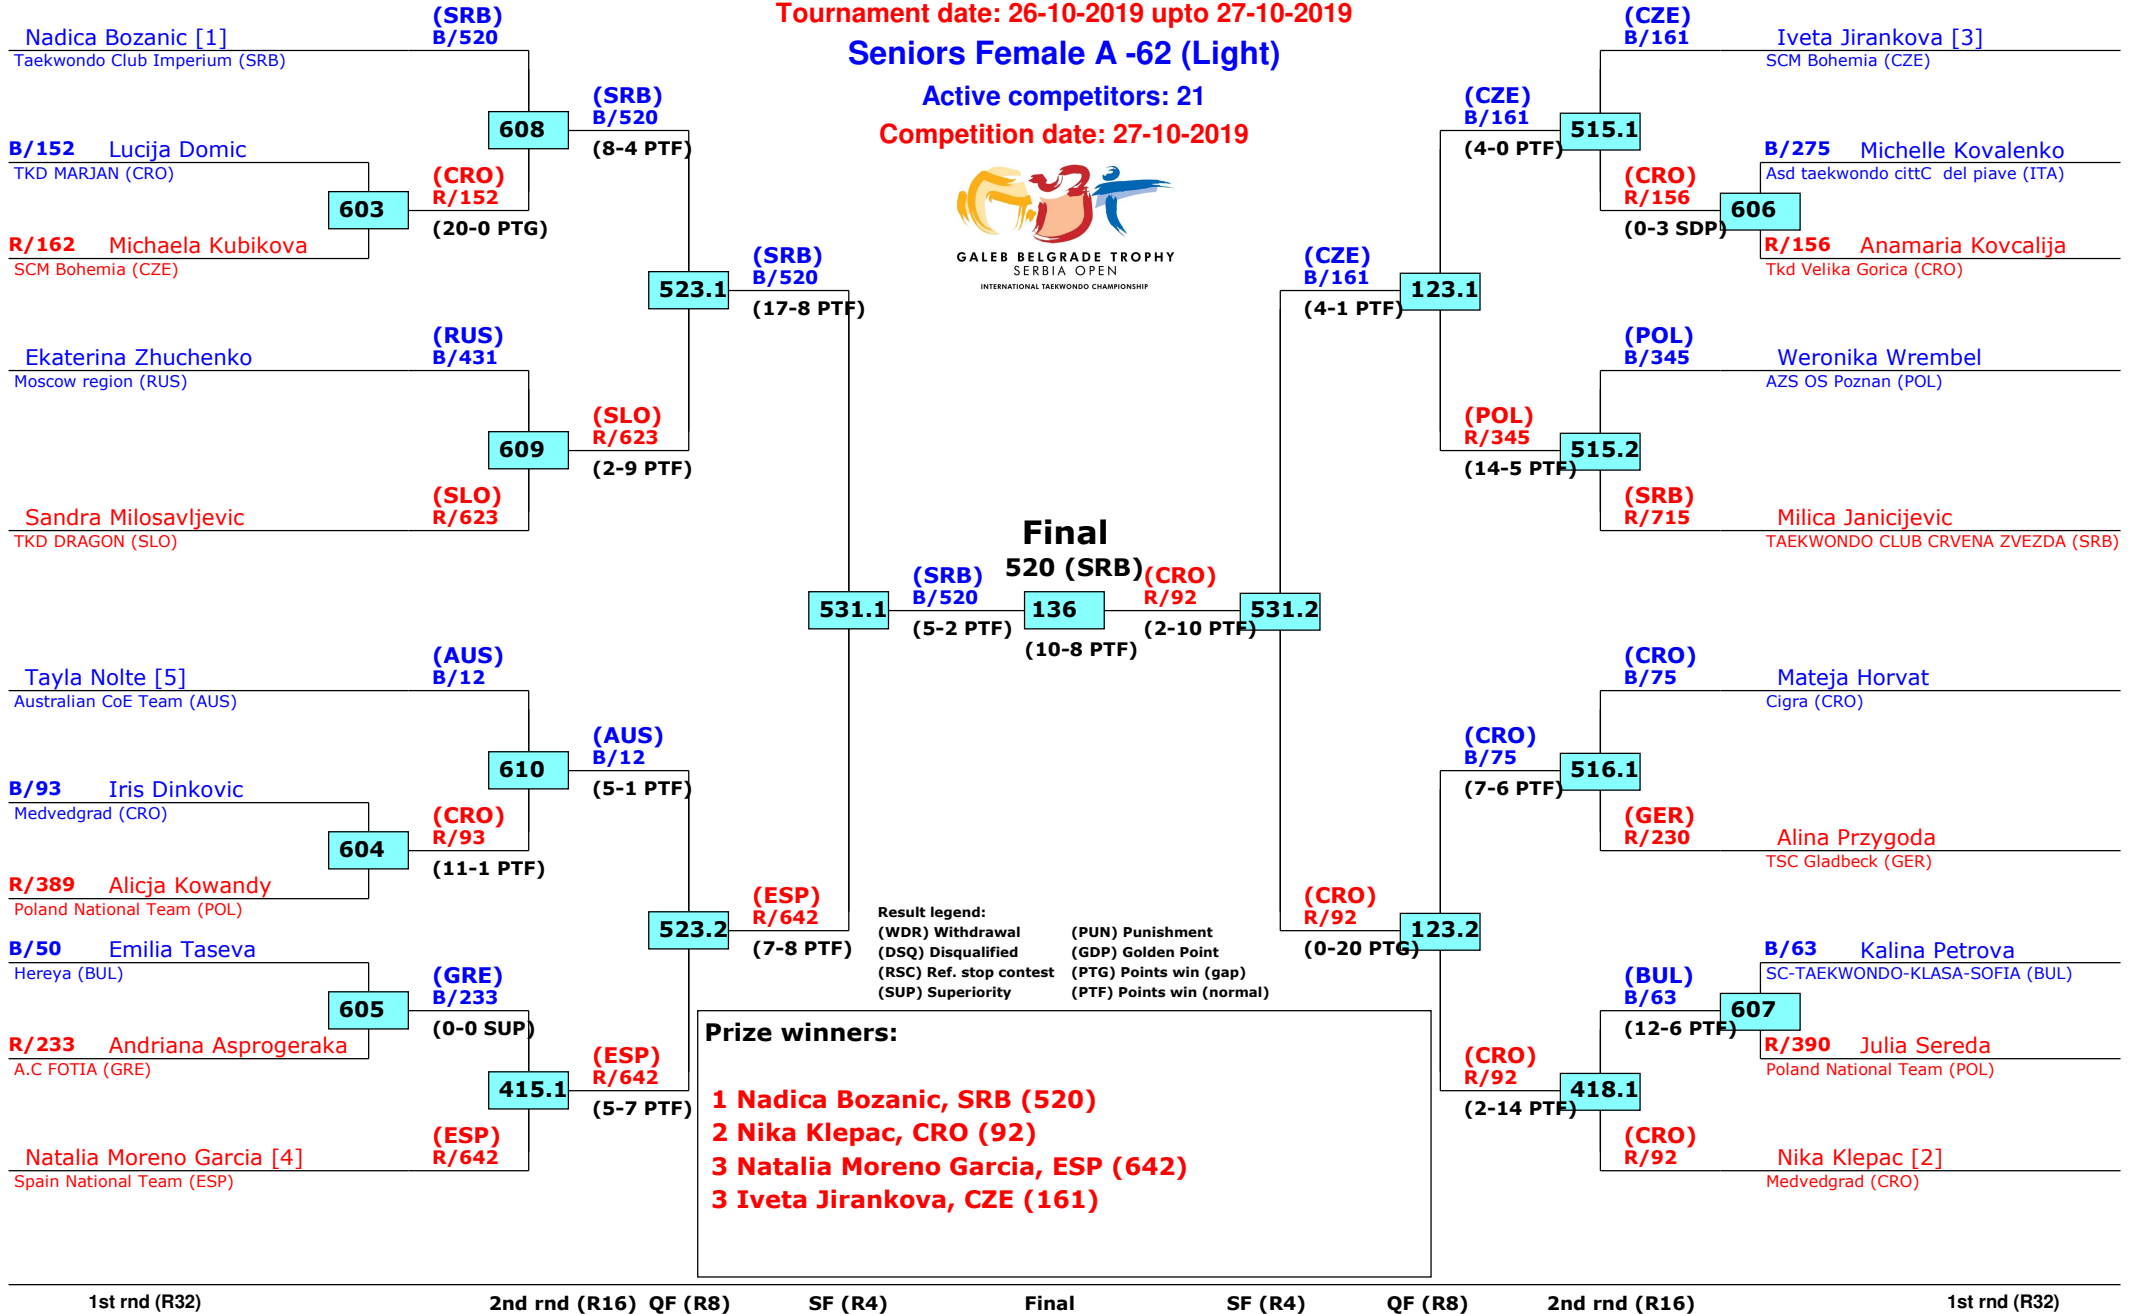 Tournament date: 26-10-2019 upto 27-10-2019
Seniors Female A -62 (Light)
Active competitors: 21
Competition date: 27-10-2019
GALEB BELGRADE TROPHY
SERBIA OPEN
INTERNATIONAL TAEKWONDO CHAMPIONSHIP
Nadica Bozanic [1]
Taekwondo Club Imperium (SRB)
(SRB)
B/520
B/152 Lucija Domic
TKD MARJAN (CRO)
R/162 Michaela Kubikova
SCM Bohemia (CZE)
603
(CRO)
R/152
(20-0 PTG)
608
(SRB)
B/520
(8-4 PTF)
Ekaterina Zhuchenko
Moscow region (RUS)
(RUS)
B/431
Sandra Milosavljevic
TKD DRAGON (SLO)
(SLO)
R/623
609
(SLO)
R/623
(2-9 PTF)
523.1
(SRB)
B/520
(17-8 PTF)
Tayla Nolte [5]
Australian CoE Team (AUS)
(AUS)
B/12
B/93 Iris Dinkovic
Medvedgrad (CRO)
R/389 Alicja Kowandy
Poland National Team (POL)
604
(CRO)
R/93
(11-1 PTF)
610
(AUS)
B/12
(5-1 PTF)
B/50 Emilia Taseva
Hereya (BUL)
R/233 Andriana Asprogeraka
A.C FOTIA (GRE)
605
(GRE)
B/233
(0-0 SUP)
Natalia Moreno Garcia [4]
Spain National Team (ESP)
(ESP)
R/642
415.1
(ESP)
R/642
(5-7 PTF)
523.2
(ESP)
R/642
(7-8 PTF)
531.1
(SRB)
B/520
(5-2 PTF)
Final
520 (SRB)
136
(10-8 PTF)
(CRO)
R/92
(2-10 PTF)
531.2
(CZE)
B/161
(4-1 PTF)
123.1
(CZE)
B/161
(4-0 PTF)
515.1
(CZE)
B/161
Iveta Jirankova [3]
SCM Bohemia (CZE)
(CRO)
R/156
(0-3 SDP)
606
B/275 Michelle Kovalenko
Asd taekwondo cittC del piave (ITA)
R/156 Anamaria Kovcalija
Tkd Velika Gorica (CRO)
(POL)
R/345
(14-5 PTF)
515.2
(POL)
B/345
Weronika Wrembel
AZS OS Poznan (POL)
(SRB)
R/715
Milica Janicijevic
TAEKWONDO CLUB CRVENA ZVEZDA (SRB)
(CRO)
R/92
(0-20 PTG)
123.2
(CRO)
B/75
(7-6 PTF)
516.1
(CRO)
B/75
Mateja Horvat
Cigra (CRO)
(GER)
R/230
Alina Przygoda
TSC Gladbeck (GER)
(CRO)
R/92
(2-14 PTF)
418.1
(BUL)
B/63
(12-6 PTF)
607
B/63 Kalina Petrova
SC-TAEKWONDO-KLASA-SOFIA (BUL)
R/390 Julia Sereda
Poland National Team (POL)
(CRO)
R/92
Nika Klepac [2]
Medvedgrad (CRO)
Result legend:
(WDR) Withdrawal (PUN) Punishment
(DSQ) Disqualified (GDP) Golden Point
(RSC) Ref. stop contest (PTG) Points win (gap)
(SUP) Superiority (PTF) Points win (normal)
Prize winners:
1 Nadica Bozanic, SRB (520)
2 Nika Klepac, CRO (92)
3 Natalia Moreno Garcia, ESP (642)
3 Iveta Jirankova, CZE (161)
1st rnd (R32) 2nd rnd (R16) QF (R8) SF (R4) Final SF (R4) QF (R8) 2nd rnd (R16) 1st rnd (R32)